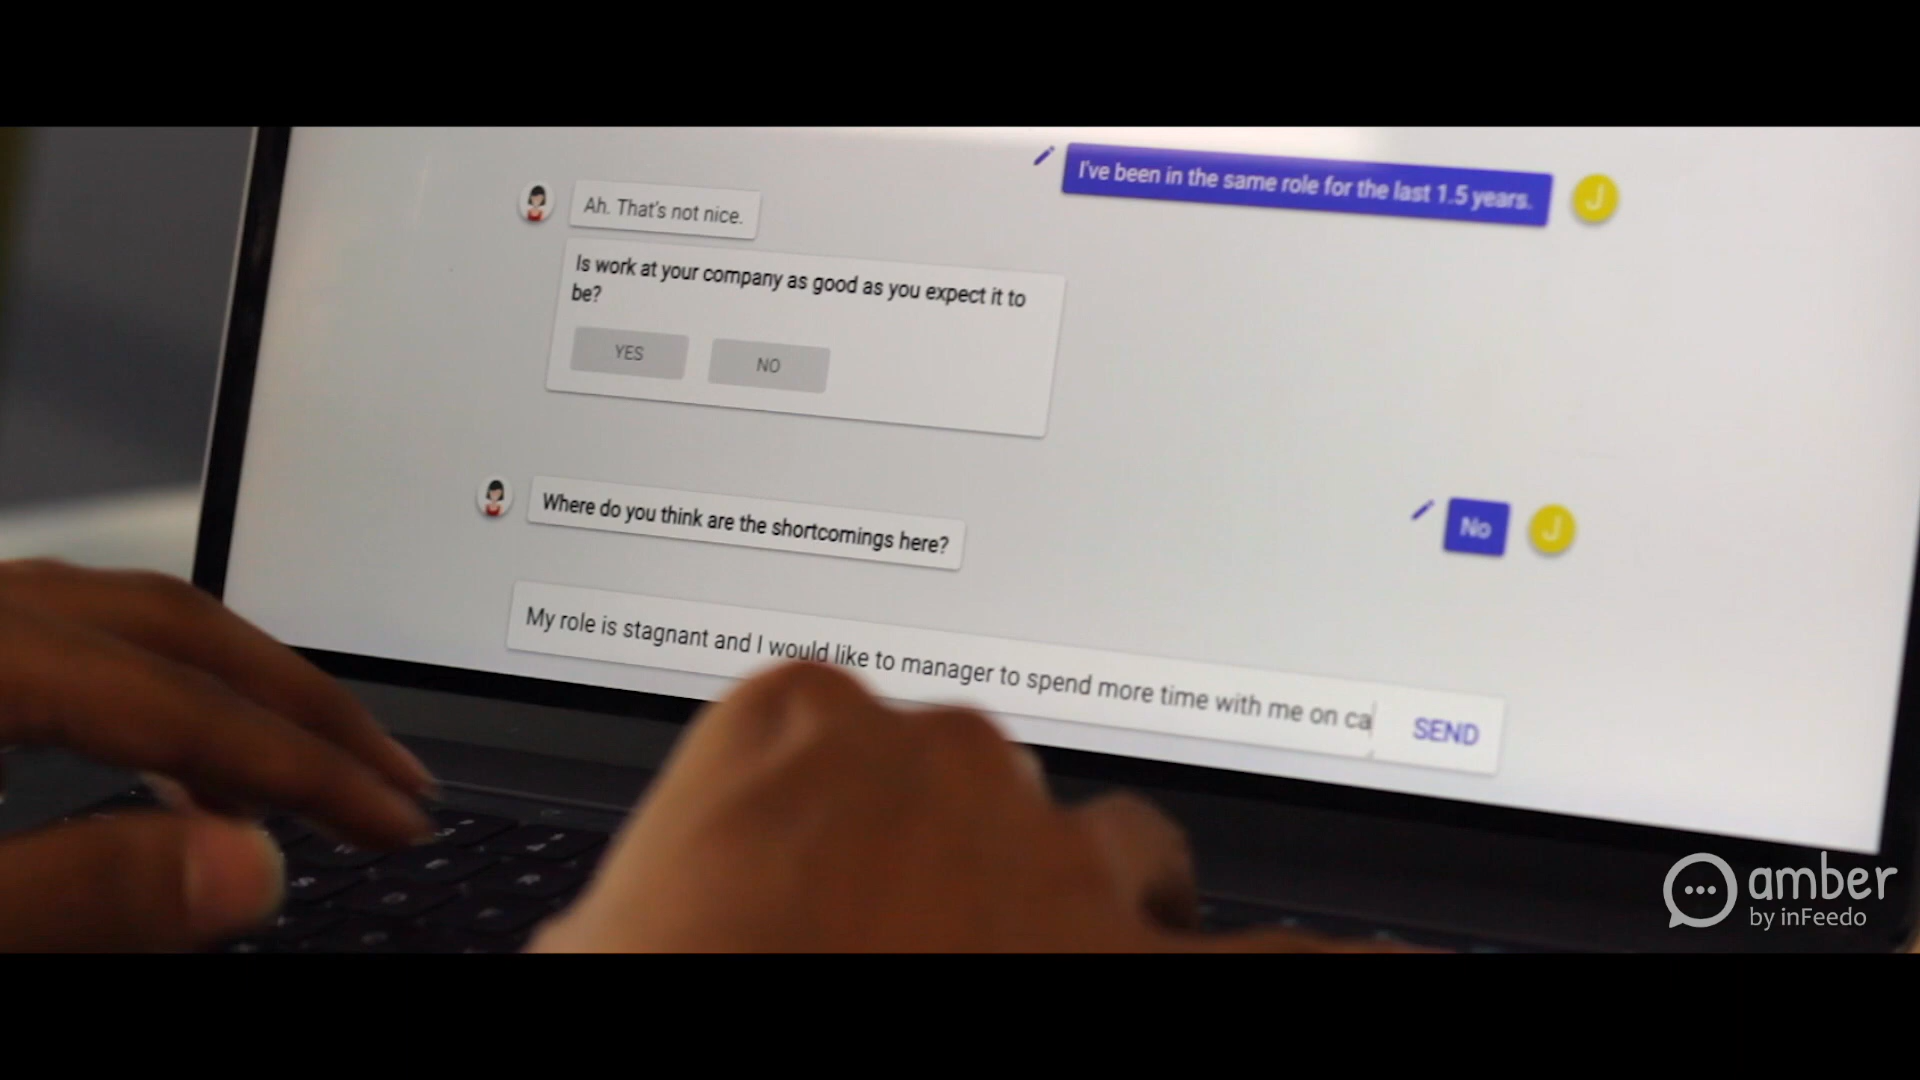 I've been in the same role for the last 1.5 years.
J
Ah. That's not nice.
Is work at your company as good as you expect it to
be?
YES
NO
No
J
Where do you think are the shortcomings here?
My role is stagnant and I would like to manager to spend more time with me on ca
SEND
amber
by inFeedo